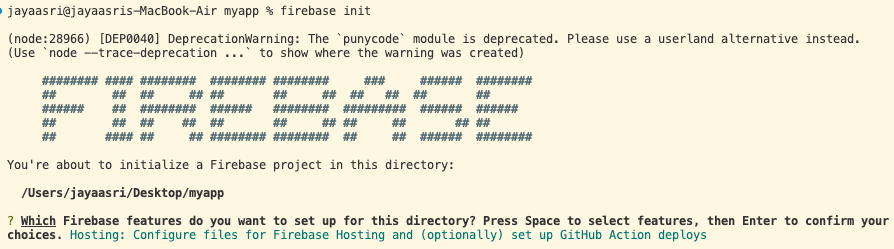 jayaasri@jayaasris-MacBook-Air myapp % firebase init
(node:28966) [DEP0040] DeprecationWarning: The `punycode` module is deprecated. Please use a userland alternative instead.
(Use `node --trace-deprecation ...` to show where the warning was created)
######## #### ########  ######## ########     ###     ######  ########
##        ##  ##     ## ##       ##     ##  ##   ##  ##       ##
######    ##  ########  ######   ########  #########  ######  ######
##        ##  ##    ##  ##       ##     ## ##     ##       ## ##
##       #### ##     ## ######## ########  ##     ##  ######  ########
You're about to initialize a Firebase project in this directory:
/Users/jayaasri/Desktop/myapp
? Which Firebase features do you want to set up for this directory? Press Space to select features, then Enter to confirm your
choices. Hosting: Configure files for Firebase Hosting and (optionally) set up GitHub Action deploys